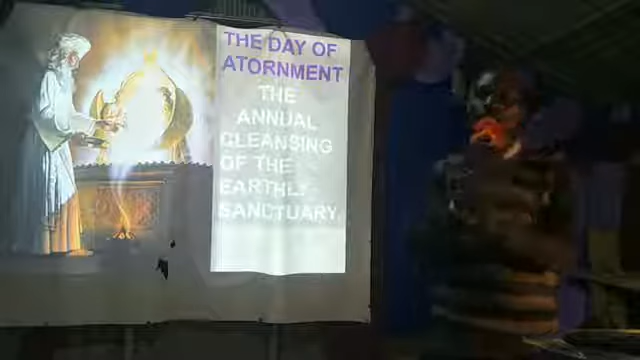 THE DAY OF
ATORNMENT
THE
ANNUAL
CLEANSING
OF THE
EARTHLY
SANCTUARY.